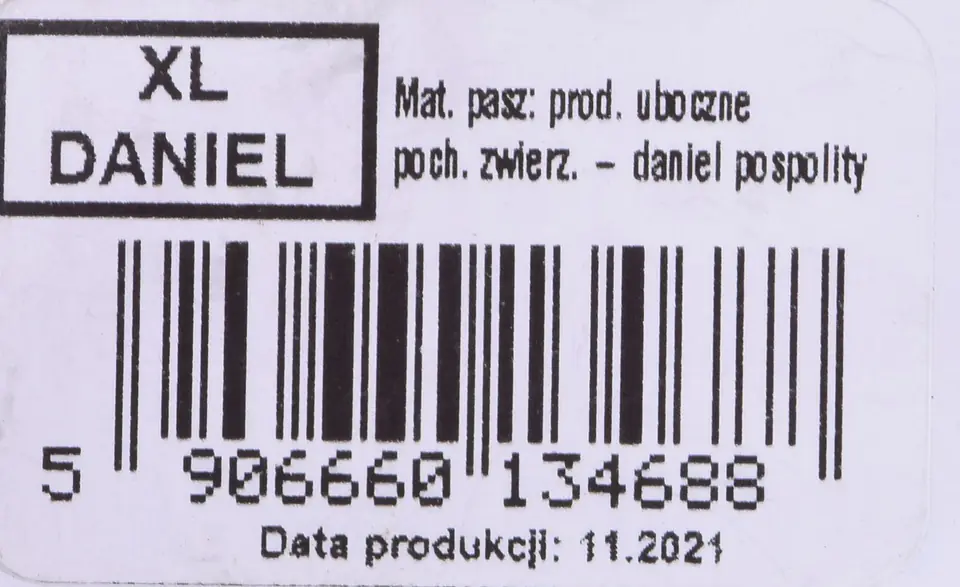 XL
DANIEL
Mat. pasz: prod. uboczne
poch. zwierz. – daniel pospolity
5 906660 134688
Data produkcji: 11.2021